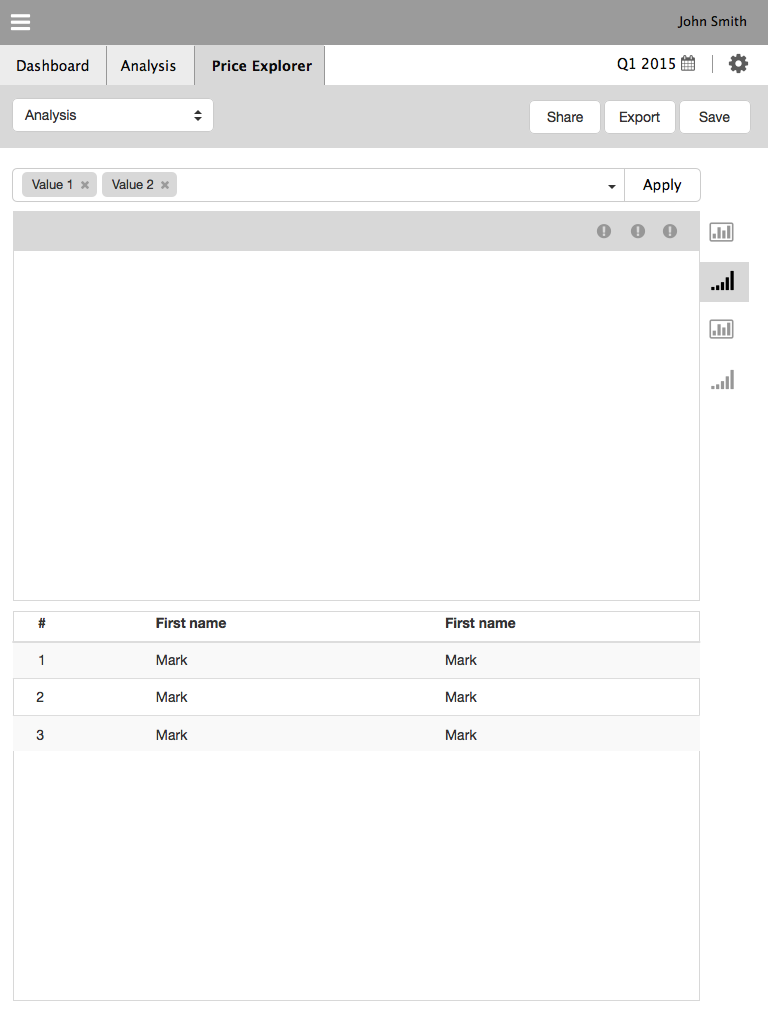 John Smith
Dashboard Analysis Price Explorer Q1 2015
Analysis Share Export Save
Value 1 Value 2 Apply
# First name First name
1 Mark Mark
2 Mark Mark
3 Mark Mark